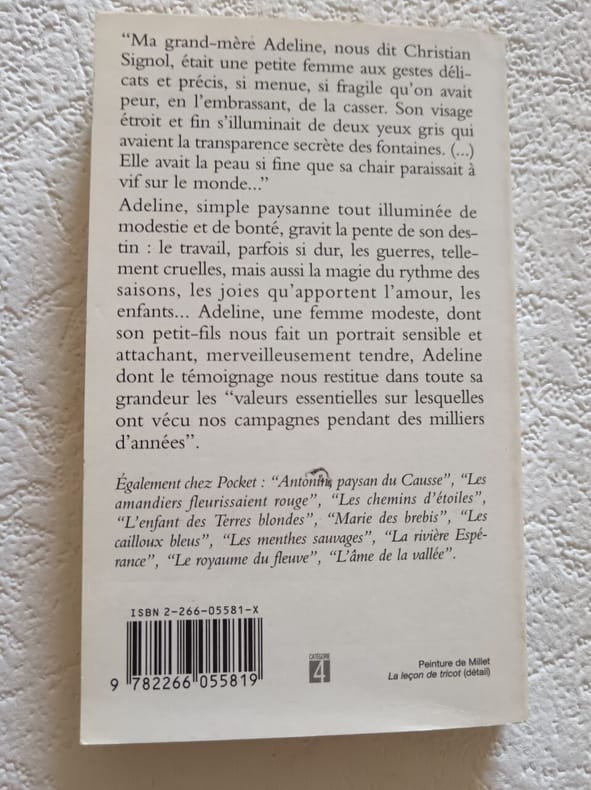 “Ma grand-mère Adeline, nous dit Christian
Signol, était une petite femme aux gestes déli-
cats et précis, si menue, si fragile qu’on avait
peur, en l’embrassant, de la casser. Son visage
étroit et fin s’illuminait de deux yeux gris qui
avaient la transparence secrète des fontaines. (...)
Elle avait la peau si fine que sa chair paraissait à
vif sur le monde...”
Adeline, simple paysanne tout illuminée de
modestie et de bonté, gravit la pente de son des-
tin : le travail, parfois si dur, les guerres, telle-
ment cruelles, mais aussi la magie du rythme des
saisons, les joies qu’apportent l’amour, les
enfants... Adeline, une femme modeste, dont
son petit-fils nous fait un portrait sensible et
attachant, merveilleusement tendre, Adeline
dont le témoignage nous restitue dans toute sa
grandeur les “valeurs essentielles sur lesquelles
ont vécu nos campagnes pendant des milliers
d’années”.
Également chez Pocket : “Antonin, paysan du Causse”, “Les
amandiers fleurissaient rouge”, “Les chemins d’étoiles”,
“L’enfant des Terres blondes”, “Marie des brebis”, “Les
cailloux bleus”, “Les menthes sauvages”, “La rivière Espé-
rance”, “Le royaume du fleuve”, “L’âme de la vallée”.
ISBN 2-266-05581-X
9 782266 055819
CATÉGORIE
4
Peinture de Millet
La leçon de tricot (détail)